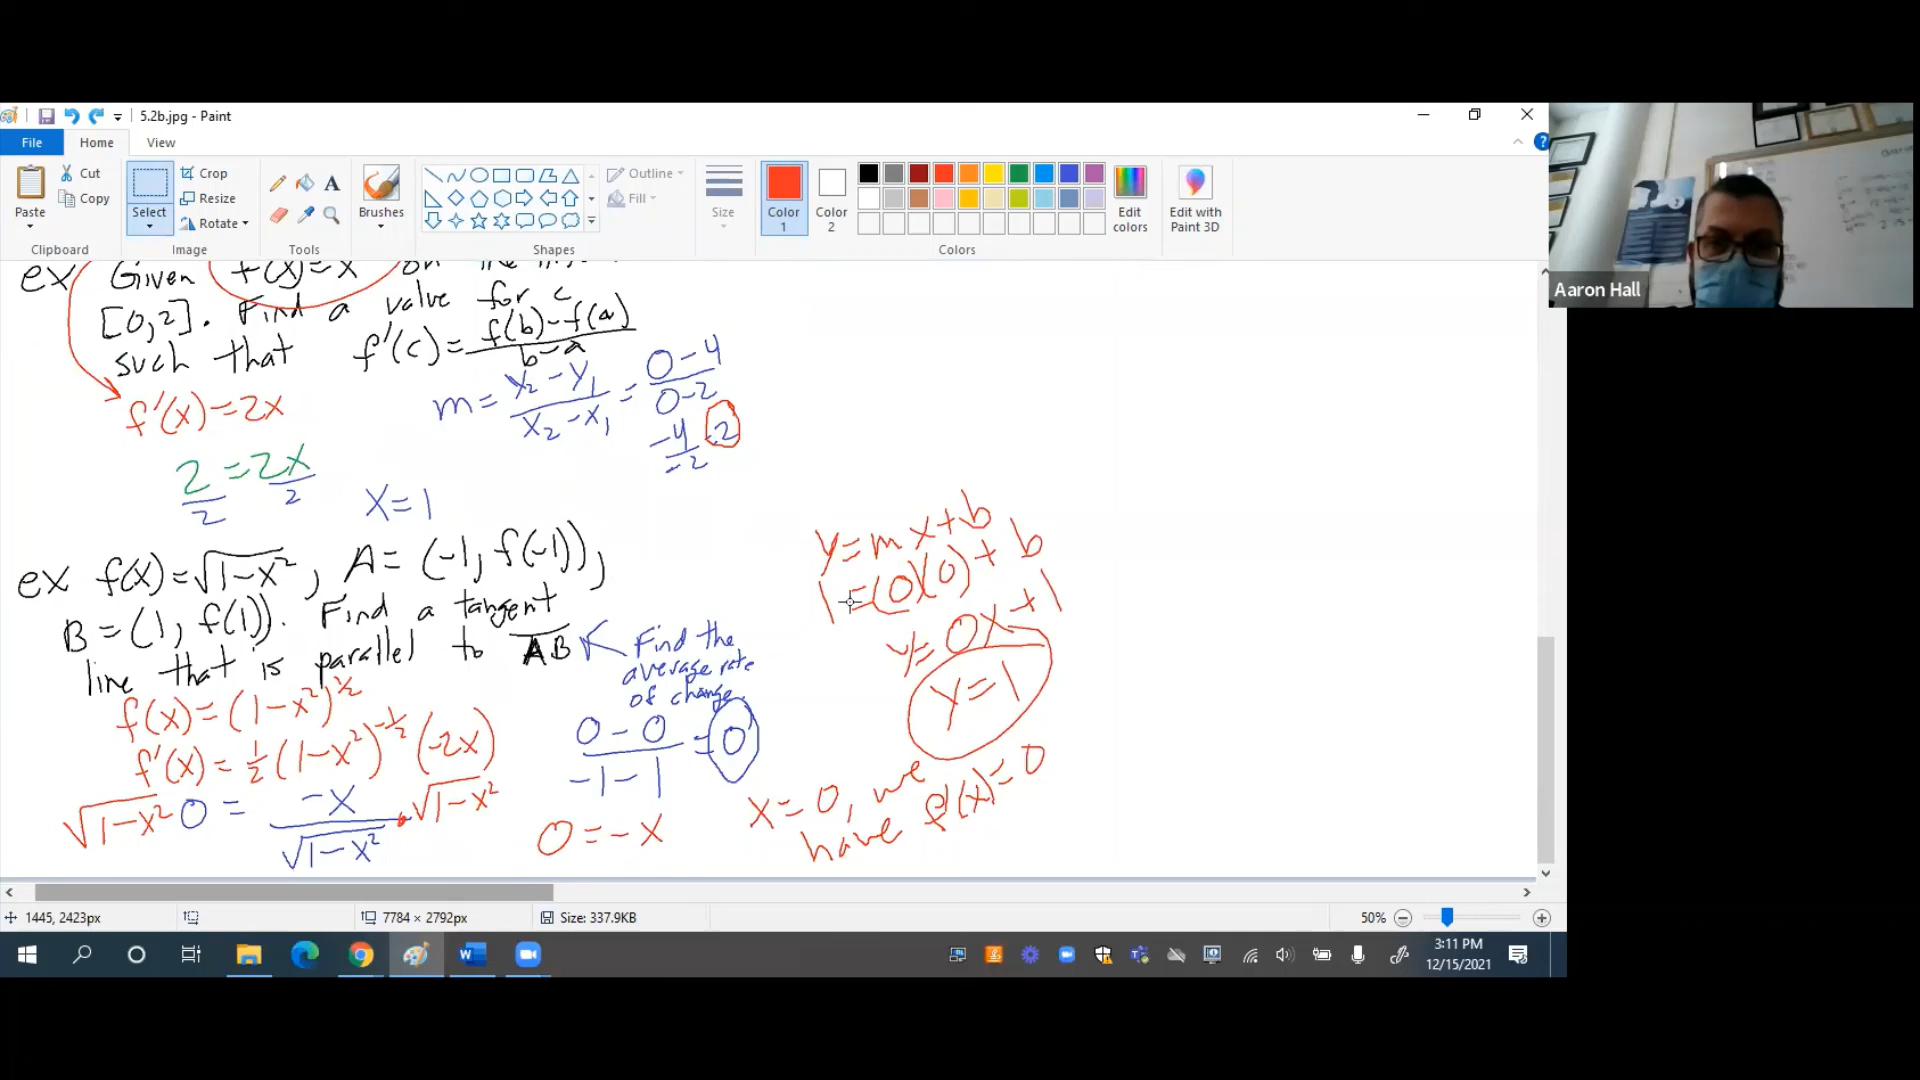 5.2b.jpg - Paint
File Home View
Paste Cut Copy Select Crop Resize Rotate Brushes Outline Fill Size Color 1 Color 2 Edit colors Edit with Paint 3D
Clipboard Image Tools Shapes Colors
Aaron Hall
ex Given f(x)=x on the
[0,2]. Find a value for c
such that f'(c) = f(b)-f(a) / b-a
f'(x)=2x
m = y₂-y₁ / x₂-x₁ = 0-4 / 0-2
-4 / -2 = 2
2/2 = 2x/2
x=1
ex f(x)=√1-x², A=(-1, f(-1)),
B=(1, f(1)). Find a tangent
line that is parallel to AB
Find the
average rate
of change
0-0 / -1-1 = 0
f(x)=(1-x²)^1/2
f'(x)=1/2(1-x²)^-1/2(-2x)
√1-x² 0 = -x / √1-x² · √1-x²
0=-x
x=0, we
have f'(x)=0
y=mx+b
1=(0)(0)+b
y=0x+1
y=1
1445, 2423px 7784 × 2792px Size: 337.9KB 50%
3:11 PM
12/15/2021